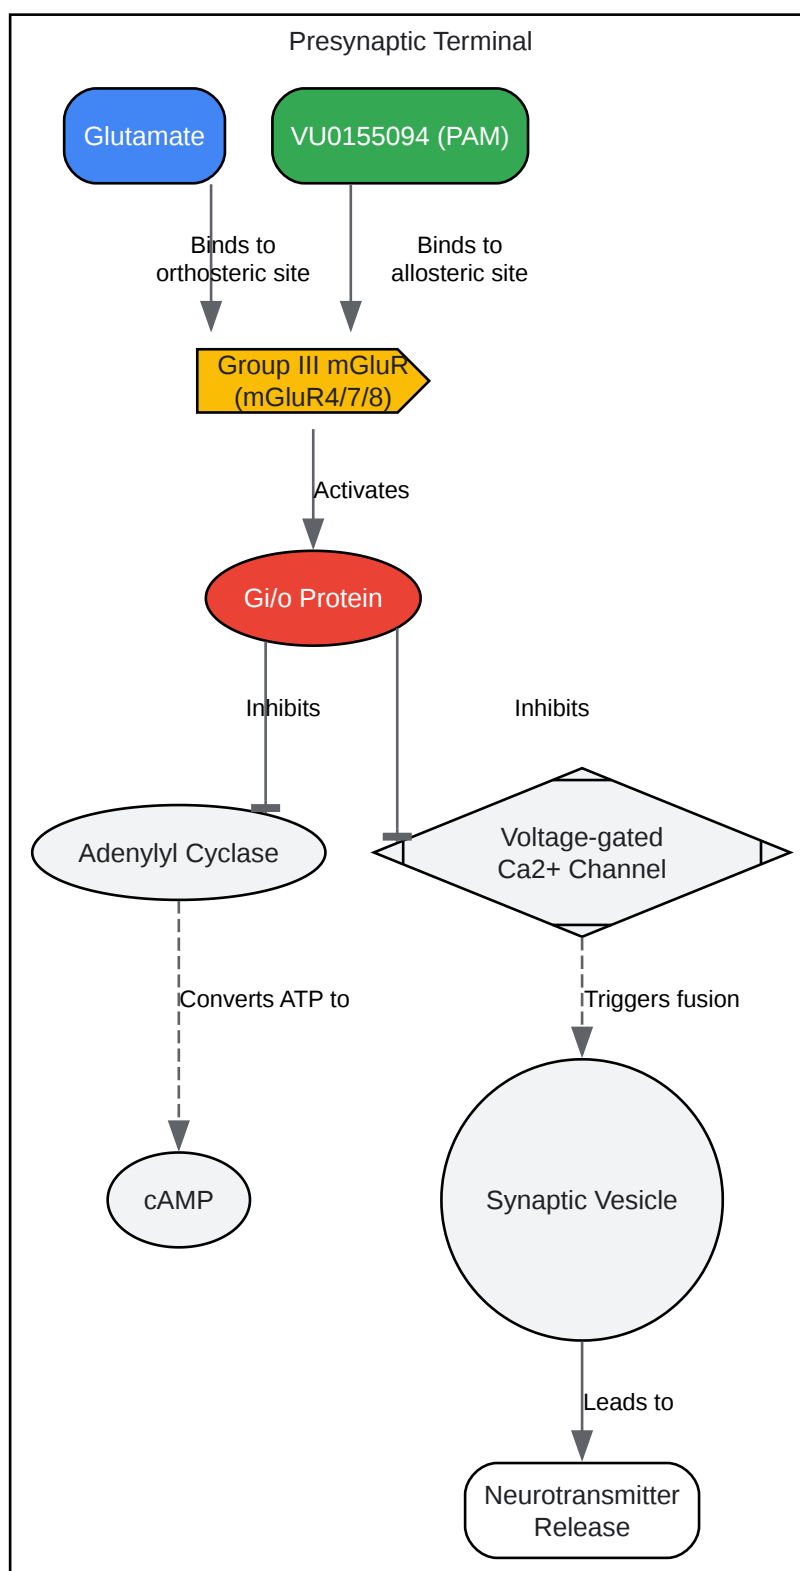 Presynaptic Terminal
Glutamate
VU0155094 (PAM)
Binds to
orthosteric site
Binds to
allosteric site
Group III mGluR
(mGluR4/7/8)
Activates
Gi/o Protein
Inhibits
Inhibits
Adenylyl Cyclase
Voltage-gated
Ca2+ Channel
Converts ATP to
Triggers fusion
cAMP
Synaptic Vesicle
Leads to
Neurotransmitter
Release